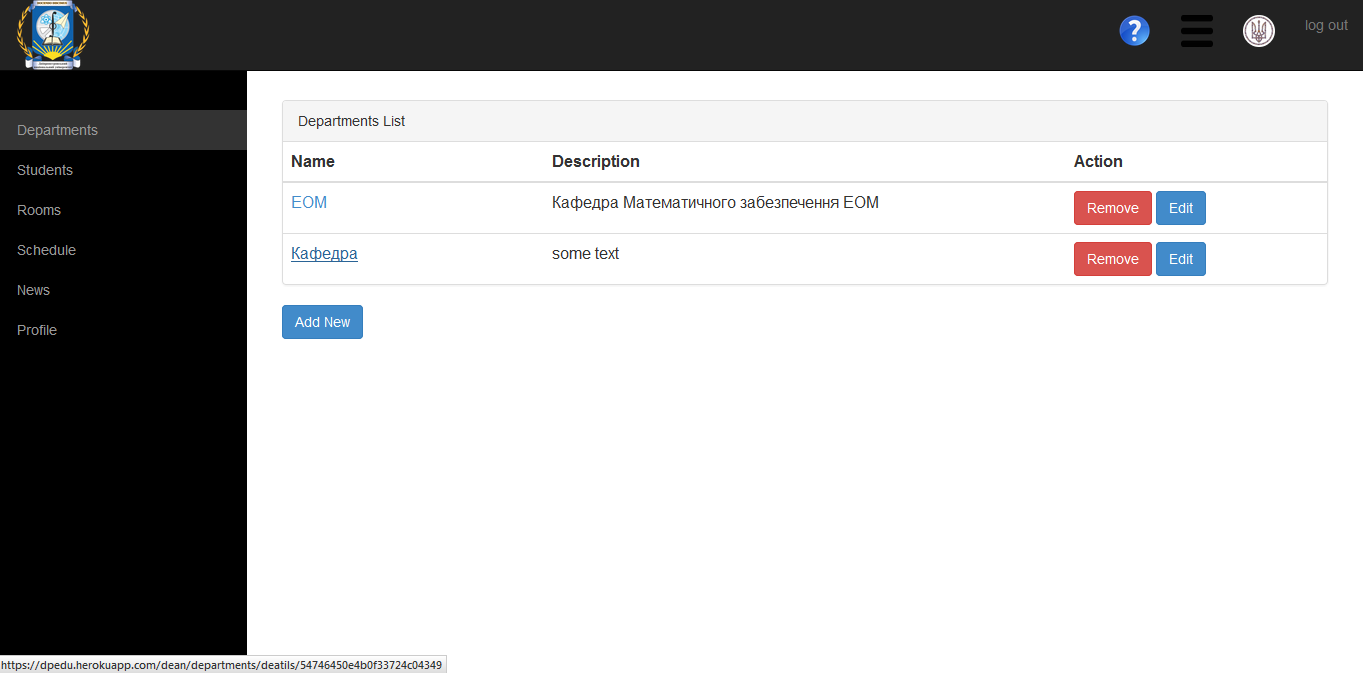 ?
log out
Departments
Students
Rooms
Schedule
News
Profile
Departments List
Name Description Action
ЕОМ Кафедра Математичного забезпечення ЕОМ Remove Edit
Кафедра some text Remove Edit
Add New
https://dpedu.herokuapp.com/dean/departments/deatils/54746450e4b0f33724c04349